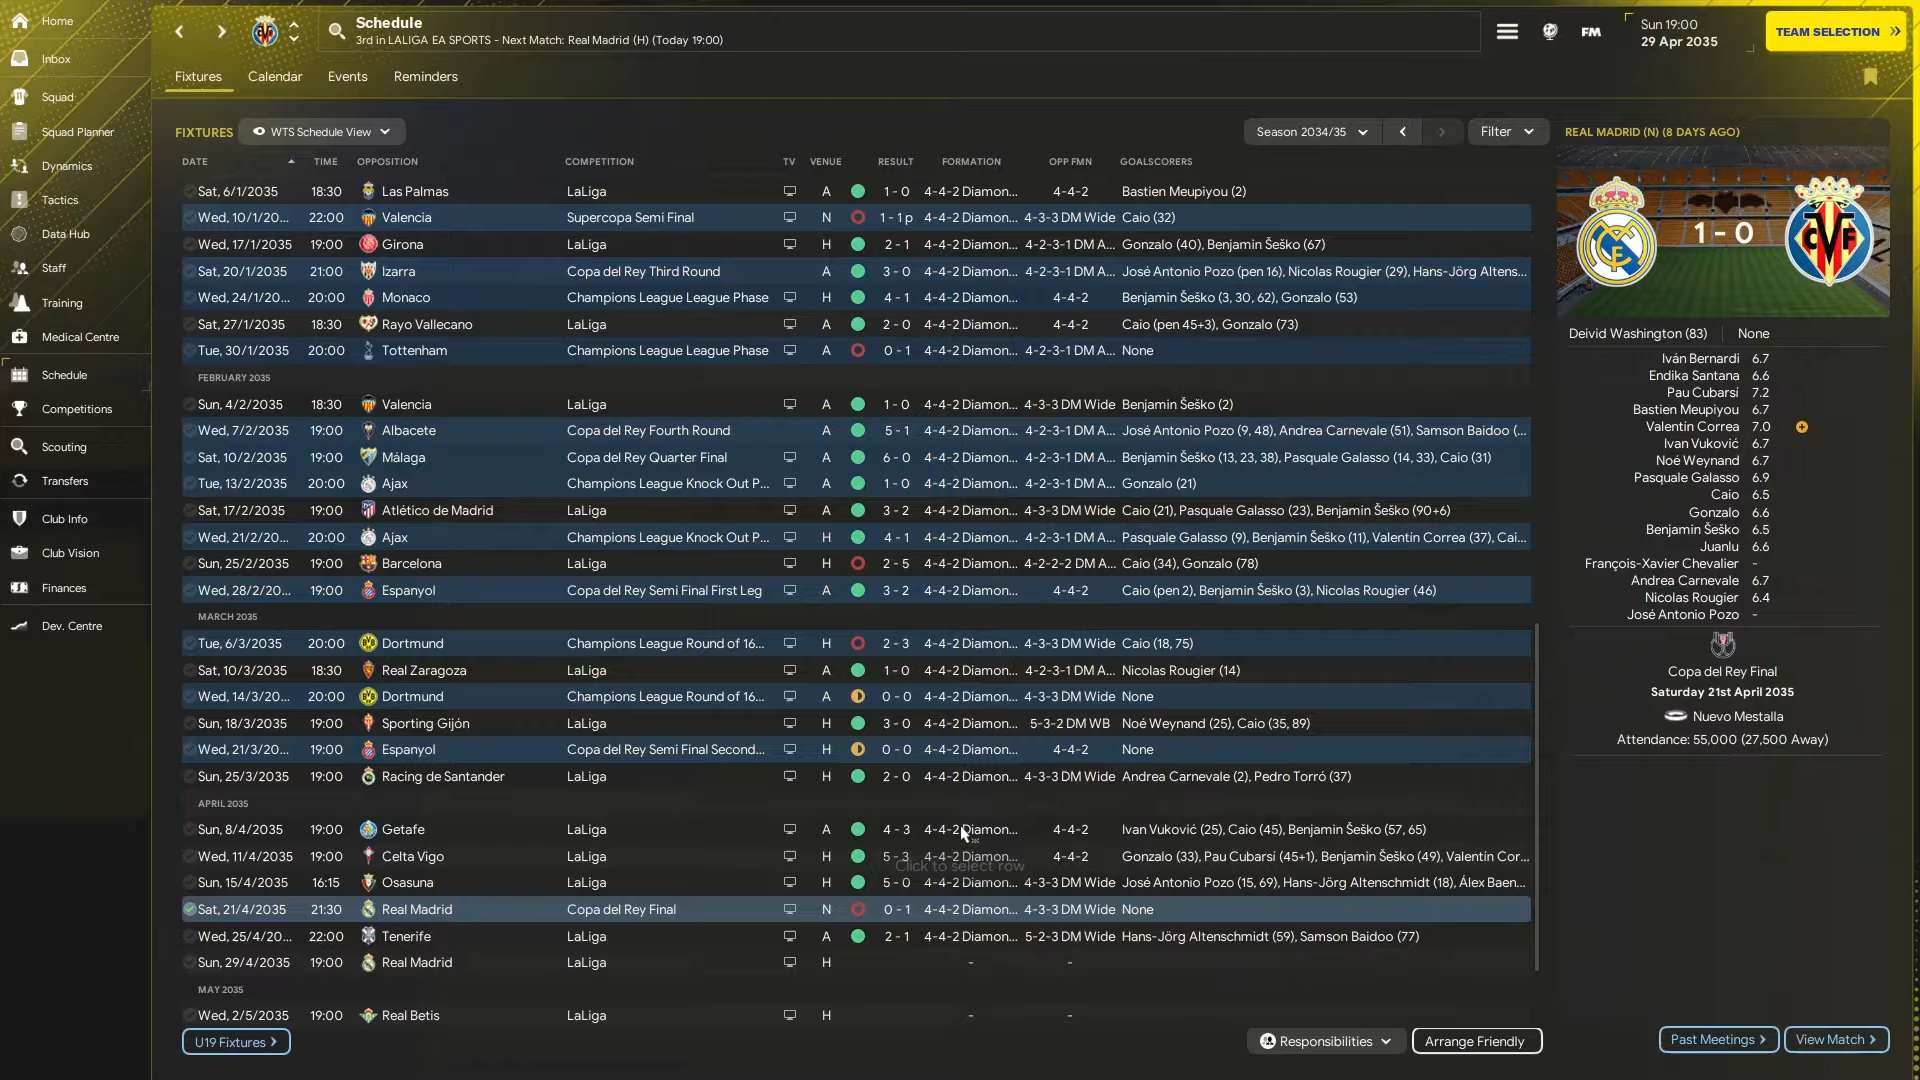 Home
Inbox
Squad
Squad Planner
Dynamics
Tactics
Data Hub
Staff
Training
Medical Centre
Schedule
Competitions
Scouting
Transfers
Club Info
Club Vision
Finances
Dev. Centre
Schedule
3rd in LALIGA EA SPORTS - Next Match: Real Madrid (H) (Today 19:00)
FM
Sun 19:00
29 Apr 2035
TEAM SELECTION
Fixtures Calendar Events Reminders
FIXTURES WTS Schedule View Season 2034/35 Filter
DATE TIME OPPOSITION COMPETITION TV VENUE RESULT FORMATION OPP FMN GOALSCORERS
Sat, 6/1/2035 18:30 Las Palmas LaLiga A 1 - 0 4-4-2 Diamon... 4-4-2 Bastien Meupiyou (2)
Wed, 10/1/20... 22:00 Valencia Supercopa Semi Final N 1 - 1 p 4-4-2 Diamon... 4-3-3 DM Wide Caio (32)
Wed, 17/1/2035 19:00 Girona LaLiga H 2 - 1 4-4-2 Diamon... 4-2-3-1 DM A... Gonzalo (40), Benjamin Šeško (67)
Sat, 20/1/2035 21:00 Izarra Copa del Rey Third Round A 3 - 0 4-4-2 Diamon... 4-2-3-1 DM A... José Antonio Pozo (pen 16), Nicolas Rougier (29), Hans-Jörg Altens...
Wed, 24/1/20... 20:00 Monaco Champions League League Phase H 4 - 1 4-4-2 Diamon... 4-4-2 Benjamin Šeško (3, 30, 62), Gonzalo (53)
Sat, 27/1/2035 18:30 Rayo Vallecano LaLiga A 2 - 0 4-4-2 Diamon... 4-4-2 Caio (pen 45+3), Gonzalo (73)
Tue, 30/1/2035 20:00 Tottenham Champions League League Phase A 0 - 1 4-4-2 Diamon... 4-2-3-1 DM A... None
FEBRUARY 2035
Sun, 4/2/2035 18:30 Valencia LaLiga A 1 - 0 4-4-2 Diamon... 4-3-3 DM Wide Benjamin Šeško (2)
Wed, 7/2/2035 19:00 Albacete Copa del Rey Fourth Round A 5 - 1 4-4-2 Diamon... 4-2-3-1 DM A... José Antonio Pozo (9, 48), Andrea Carnevale (51), Samson Baidoo (...
Sat, 10/2/2035 19:00 Málaga Copa del Rey Quarter Final A 6 - 0 4-4-2 Diamon... 4-2-3-1 DM A... Benjamin Šeško (13, 23, 38), Pasquale Galasso (14, 33), Caio (31)
Tue, 13/2/2035 20:00 Ajax Champions League Knock Out P... A 1 - 0 4-4-2 Diamon... 4-2-3-1 DM A... Gonzalo (21)
Sat, 17/2/2035 19:00 Atlético de Madrid LaLiga A 3 - 2 4-4-2 Diamon... 4-3-3 DM Wide Caio (21), Pasquale Galasso (23), Benjamin Šeško (90+6)
Wed, 21/2/20... 20:00 Ajax Champions League Knock Out P... H 4 - 1 4-4-2 Diamon... 4-2-3-1 DM A... Pasquale Galasso (9), Benjamin Šeško (11), Valentín Correa (37), Cai...
Sun, 25/2/2035 19:00 Barcelona LaLiga H 2 - 5 4-4-2 Diamon... 4-2-2-2 DM A... Caio (34), Gonzalo (78)
Wed, 28/2/20... 19:00 Espanyol Copa del Rey Semi Final First Leg A 3 - 2 4-4-2 Diamon... 4-4-2 Caio (pen 2), Benjamin Šeško (3), Nicolas Rougier (46)
MARCH 2035
Tue, 6/3/2035 20:00 Dortmund Champions League Round of 16... H 2 - 3 4-4-2 Diamon... 4-3-3 DM Wide Caio (18, 75)
Sat, 10/3/2035 18:30 Real Zaragoza LaLiga A 1 - 0 4-4-2 Diamon... 4-2-3-1 DM A... Nicolas Rougier (14)
Wed, 14/3/20... 20:00 Dortmund Champions League Round of 16... A 0 - 0 4-4-2 Diamon... 4-3-3 DM Wide None
Sun, 18/3/2035 19:00 Sporting Gijón LaLiga H 3 - 0 4-4-2 Diamon... 5-3-2 DM WB Noé Weynand (25), Caio (35, 89)
Wed, 21/3/20... 19:00 Espanyol Copa del Rey Semi Final Second... H 0 - 0 4-4-2 Diamon... 4-4-2 None
Sun, 25/3/2035 19:00 Racing de Santander LaLiga H 2 - 0 4-4-2 Diamon... 4-3-3 DM Wide Andrea Carnevale (2), Pedro Torró (37)
APRIL 2035
Sun, 8/4/2035 19:00 Getafe LaLiga A 4 - 3 4-4-2 Diamon... 4-4-2 Ivan Vuković (25), Caio (45), Benjamin Šeško (57, 65)
Wed, 11/4/2035 19:00 Celta Vigo LaLiga H 5 - 3 4-4-2 Diamon... 4-4-2 Gonzalo (33), Pau Cubarsí (45+1), Benjamin Šeško (49), Valentín Cor...
Click to select row
Sun, 15/4/2035 16:15 Osasuna LaLiga H 5 - 0 4-4-2 Diamon... 4-3-3 DM Wide José Antonio Pozo (15, 69), Hans-Jörg Altenschmidt (18), Álex Baen...
Sat, 21/4/2035 21:30 Real Madrid Copa del Rey Final N 0 - 1 4-4-2 Diamon... 4-3-3 DM Wide None
Wed, 25/4/20... 22:00 Tenerife LaLiga A 2 - 1 4-4-2 Diamon... 5-2-3 DM Wide Hans-Jörg Altenschmidt (59), Samson Baidoo (77)
Sun, 29/4/2035 19:00 Real Madrid LaLiga H - -
MAY 2035
Wed, 2/5/2035 19:00 Real Betis LaLiga H - -
U19 Fixtures Responsibilities Arrange Friendly
REAL MADRID (N) (8 DAYS AGO)
1 - 0
CVF
Deivid Washington (83) None
Iván Bernardi 6.7
Endika Santana 6.6
Pau Cubarsí 7.2
Bastien Meupiyou 6.7
Valentín Correa 7.0
Ivan Vuković 6.7
Noé Weynand 6.7
Pasquale Galasso 6.9
Caio 6.5
Gonzalo 6.6
Benjamin Šeško 6.5
Juanlu 6.6
François-Xavier Chevalier -
Andrea Carnevale 6.7
Nicolas Rougier 6.4
José Antonio Pozo -
Copa del Rey Final
Saturday 21st April 2035
Nuevo Mestalla
Attendance: 55,000 (27,500 Away)
Past Meetings View Match